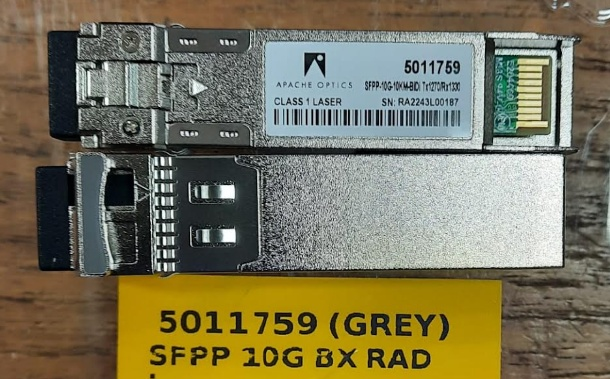 5011759
APACHE OPTICS
SFPP-10G-10KM-BIDI Tx1270/Rx1330
CLASS 1 LASER
SN: RA2243L00187
5011759 (GREY)
SFPP 10G BX RAD